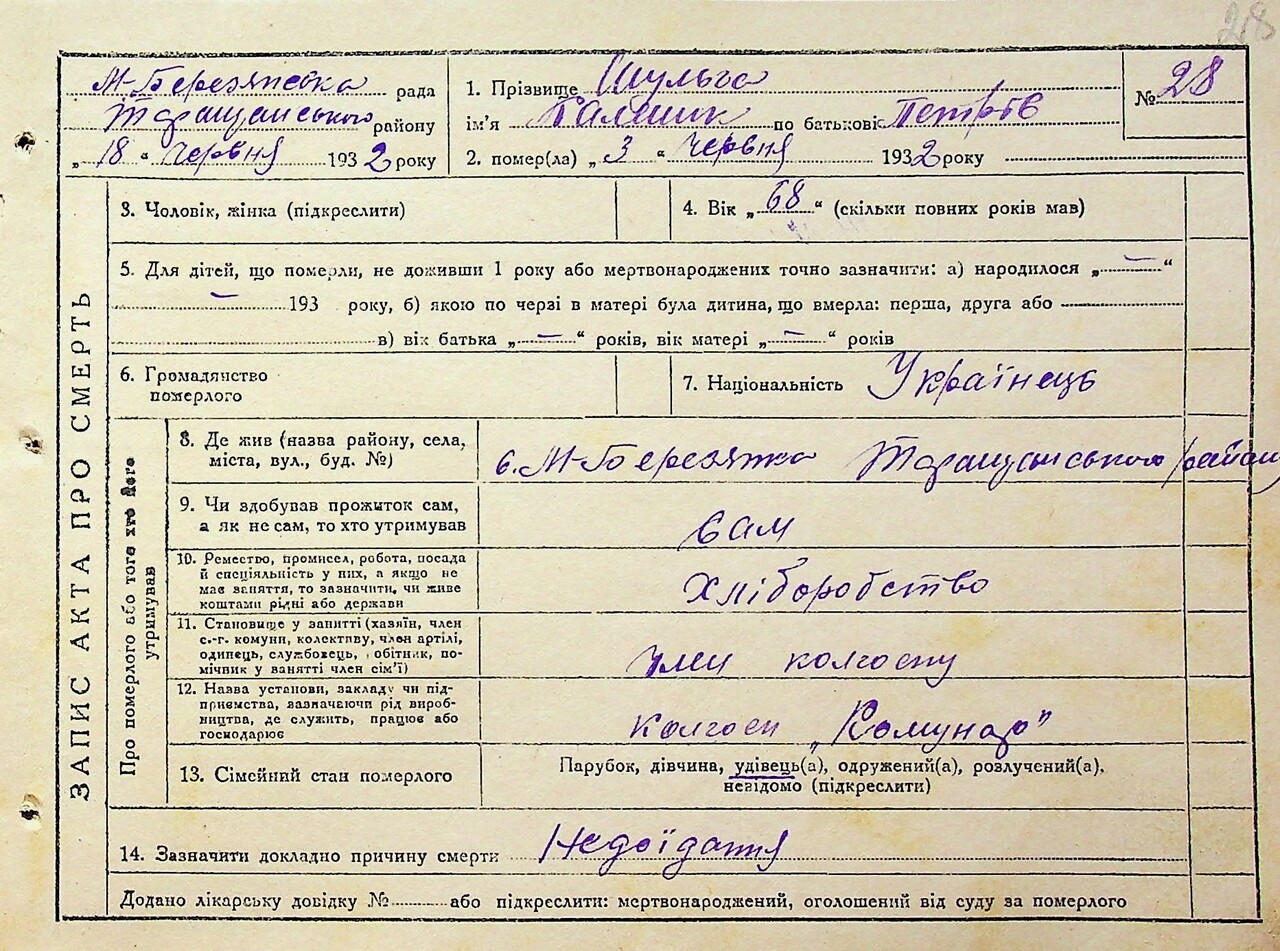 28
М-Березянська рада
Таращанського району
„ 18 “ червня 1932 року
1. Прізвище Шульга
ім'я Галешик по батькові Петрів
2. помер(ла) „ 3 “ червня 1932 року
№ 28
ЗАПИС АКТА ПРО СМЕРТЬ
3. Чоловік, жінка (підкреслити)
4. Вік „ 68 “ (скільки повних років мав)
5. Для дітей, що померли, не доживши 1 року або мертвонароджених точно зазначити: а) народилося „ — “
— 193 року, б) якою по черзі в матері була дитина, що вмерла: перша, друга або
в) вік батька „ — “ років, вік матері „ — “ років
6. Громадянство
померлого
7. Національність Українець
Про померлого або того хто його
утримував
8. Де жив (назва району, села,
міста, вул., буд. №)
с. М-Березянка Таращанського району
9. Чи здобував прожиток сам,
а як не сам, то хто утримував
Сам
10. Ремество, промисел, робота, посада
й спеціяльність у них, а якщо не
має заняття, то зазначити, чи живе
коштами рідні або держави
Хліборобство
11. Становище у занятті (хазяїн, член
с.-г. комуни, колективу, член артілі,
одинець, службовець, робітник, по-
мічник у занятті член сім'ї)
член колгоспу
12. Назва установи, закладу чи під-
приємства, зазначаючи рід вироб-
ництва, де служить, працює або
господарює
Колгосп „Комунар"
13. Сімейний стан померлого
Парубок, дівчина, удівець(а), одружений(а), розлучений(а),
невідомо (підкреслити)
14. Зазначити докладно причину смерти Недоїдання
Додано лікарську довідку № або підкреслити: мертвонароджений, оголошений від суду за померлого